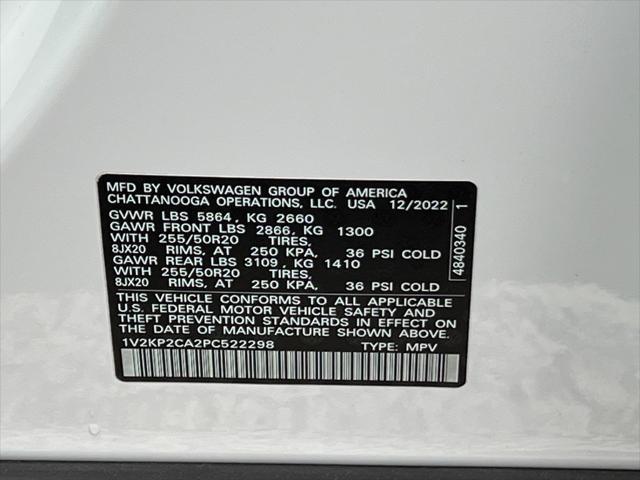 MFD BY VOLKSWAGEN GROUP OF AMERICA
CHATTANOOGA OPERATIONS, LLC. USA 12/2022
GVWR LBS 5864, KG 2660
GAWR FRONT LBS 2866, KG 1300
WITH 255/50R20 TIRES,
8JX20 RIMS, AT 250 KPA, 36 PSI COLD
GAWR REAR LBS 3109, KG 1410
WITH 255/50R20 TIRES,
8JX20 RIMS, AT 250 KPA, 36 PSI COLD
THIS VEHICLE CONFORMS TO ALL APPLICABLE
U.S. FEDERAL MOTOR VEHICLE SAFETY AND
THEFT PREVENTION STANDARDS IN EFFECT ON
THE DATE OF MANUFACTURE SHOWN ABOVE
1V2KP2CA2PC522298 TYPE: MPV
4840340 1